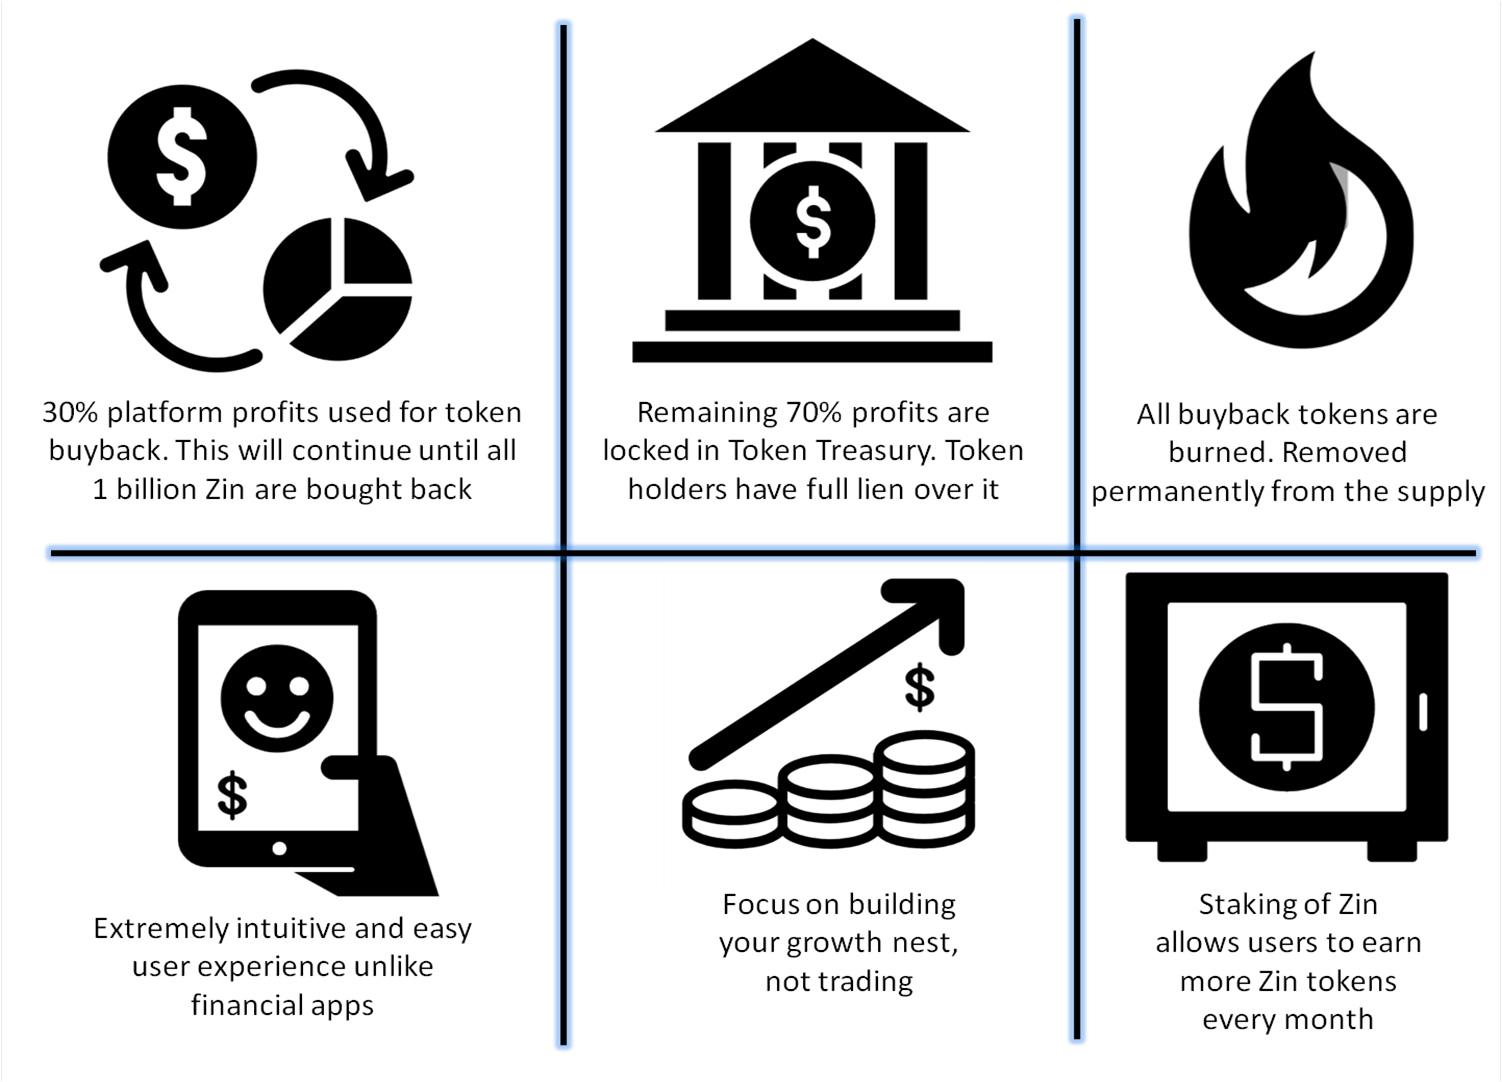 30% platform profits used for token
buyback. This will continue until all
1 billion Zin are bought back
Remaining 70% profits are
locked in Token Treasury. Token
holders have full lien over it
All buyback tokens are
burned. Removed
permanently from the supply
Extremely intuitive and easy
user experience unlike
financial apps
Focus on building
your growth nest,
not trading
Staking of Zin
allows users to earn
more Zin tokens
every month